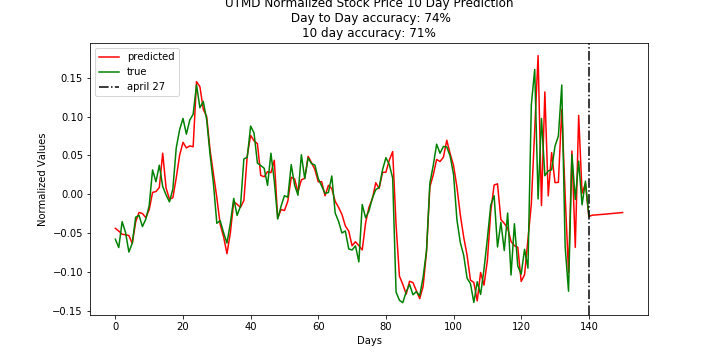 UTMD Normalized Stock Price 10 Day Prediction
Day to Day accuracy: 74%
10 day accuracy: 71%
predicted
true
april 27
Normalized Values
0.15
0.10
0.05
0.00
−0.05
−0.10
−0.15
0 20 40 60 80 100 120 140
Days